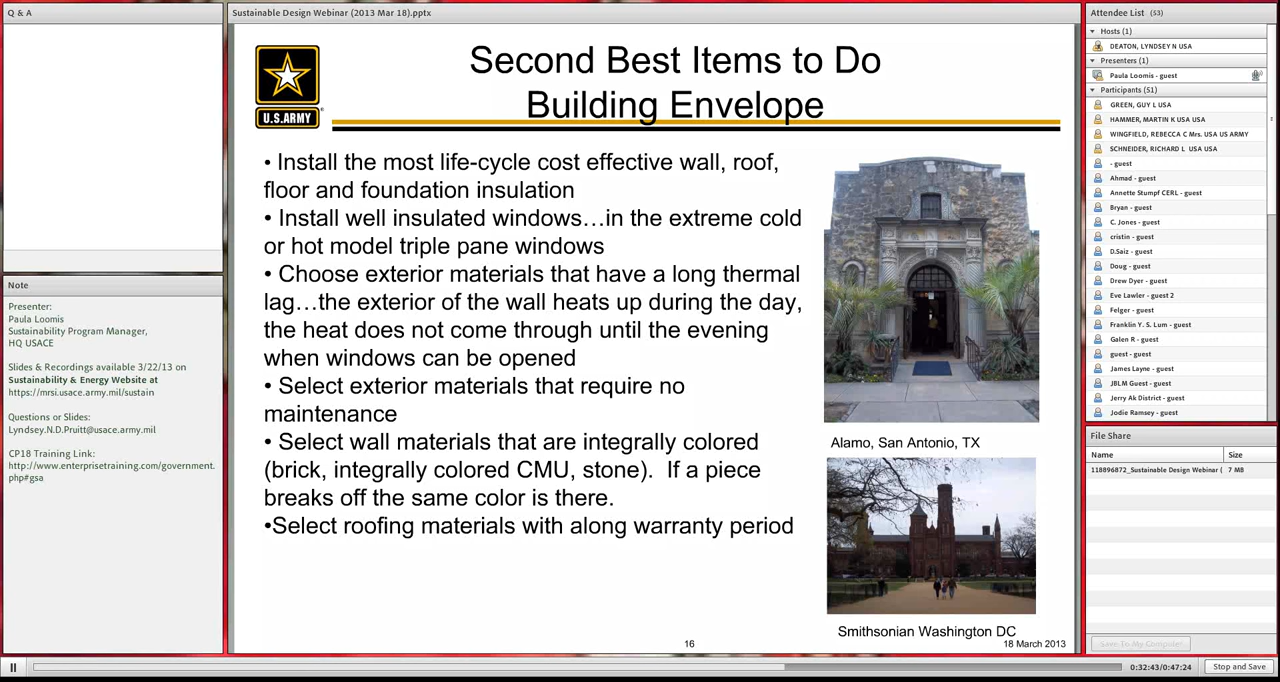 Q & A
Note
Presenter:
Paula Loomis
Sustainability Program Manager,
HQ USACE
Slides & Recordings available 3/22/13 on
Sustainability & Energy Website at
https://mrsi.usace.army.mil/sustain
Questions or Slides:
Lyndsey.N.D.Pruitt@usace.army.mil
CP18 Training Link:
http://www.enterprisetraining.com/government.
php#gsa
Sustainable Design Webinar (2013 Mar 18).pptx
U.S.ARMY
Second Best Items to Do
Building Envelope
• Install the most life-cycle cost effective wall, roof,
floor and foundation insulation
• Install well insulated windows…in the extreme cold
or hot model triple pane windows
• Choose exterior materials that have a long thermal
lag…the exterior of the wall heats up during the day,
the heat does not come through until the evening
when windows can be opened
• Select exterior materials that require no
maintenance
• Select wall materials that are integrally colored
(brick, integrally colored CMU, stone). If a piece
breaks off the same color is there.
•Select roofing materials with along warranty period
Alamo, San Antonio, TX
Smithsonian Washington DC
16
18 March 2013
Attendee List (53)
Hosts (1)
DEATON, LYNDSEY N USA
Presenters (1)
Paula Loomis - guest
Participants (51)
GREEN, GUY L USA
HAMMER, MARTIN K USA USA
WINGFIELD, REBECCA C Mrs. USA US ARMY
SCHNEIDER, RICHARD L USA USA
- guest
Ahmad - guest
Annette Stumpf CERL - guest
Bryan - guest
C. Jones - guest
cristin - guest
D.Saiz - guest
Doug - guest
Drew Dyer - guest
Eve Lawler - guest 2
Felger - guest
Franklin Y. S. Lum - guest
Galen R - guest
guest - guest
James Layne - guest
JBLM Guest - guest
Jerry Ak District - guest
Jodie Ramsey - guest
File Share
Name Size
118896872_Sustainable Design Webinar ( 7 MB
Save To My Computer
0:32:43/0:47:24
Stop and Save